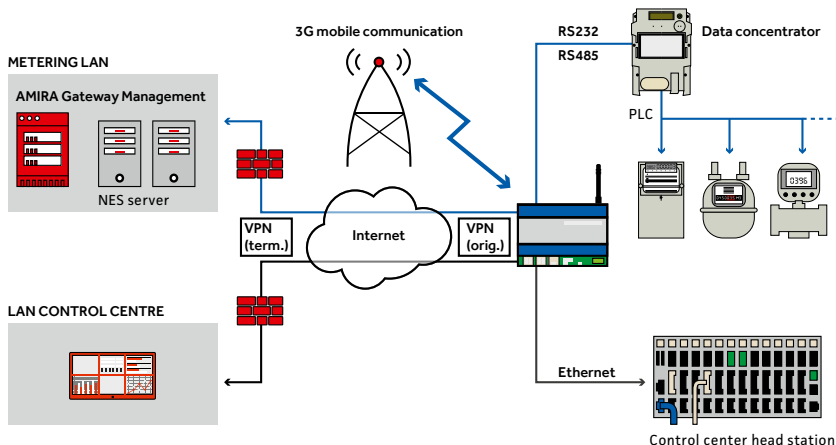 3G mobile communication
RS232
RS485
Data concentrator
METERING LAN
AMIRA Gateway Management
NES server
PLC
0396
VPN
(term.)
Internet
VPN
(orig.)
LAN CONTROL CENTRE
Ethernet
Control center head station